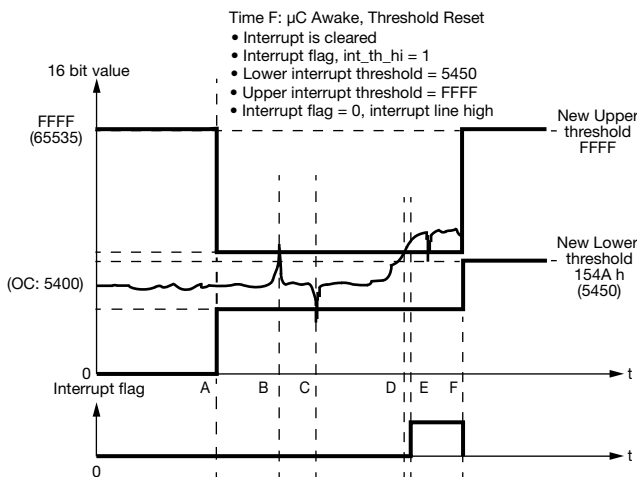 Time F: µC Awake, Threshold Reset
• Interrupt is cleared
• Interrupt flag, int_th_hi = 1
• Lower interrupt threshold = 5450
• Upper interrupt threshold = FFFF
• Interrupt flag = 0, interrupt line high
16 bit value
FFFF
(65535)
New Upper
threshold
FFFF
(OC: 5400)
New Lower
threshold
154A h
(5450)
0
t
Interrupt flag
A
B
C
D
E
F
t
0